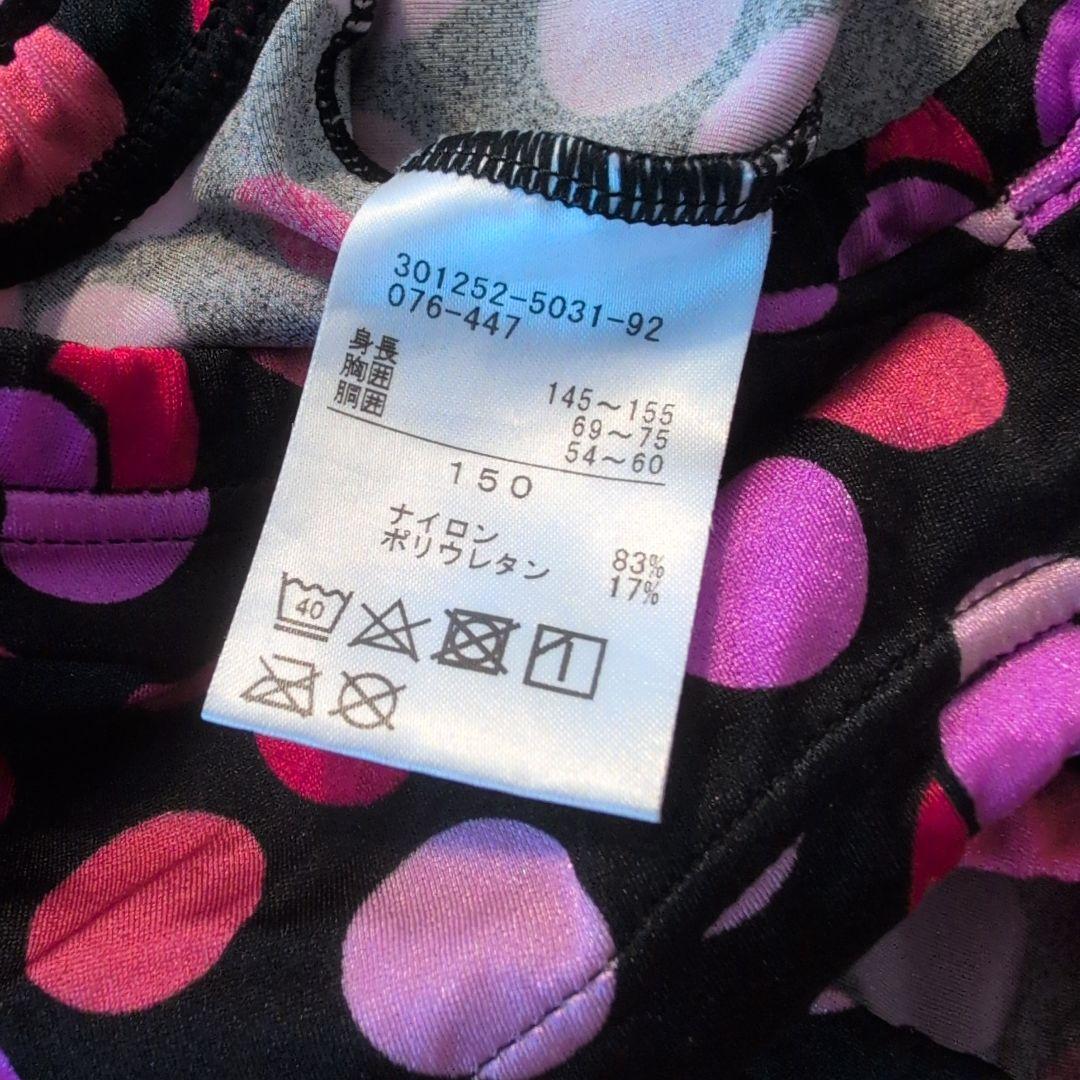 301252-5031-92
076-447
身長 145～155
胸囲 69～75
胴囲 54～60
150
ナイロン 83%
ポリウレタン 17%
40